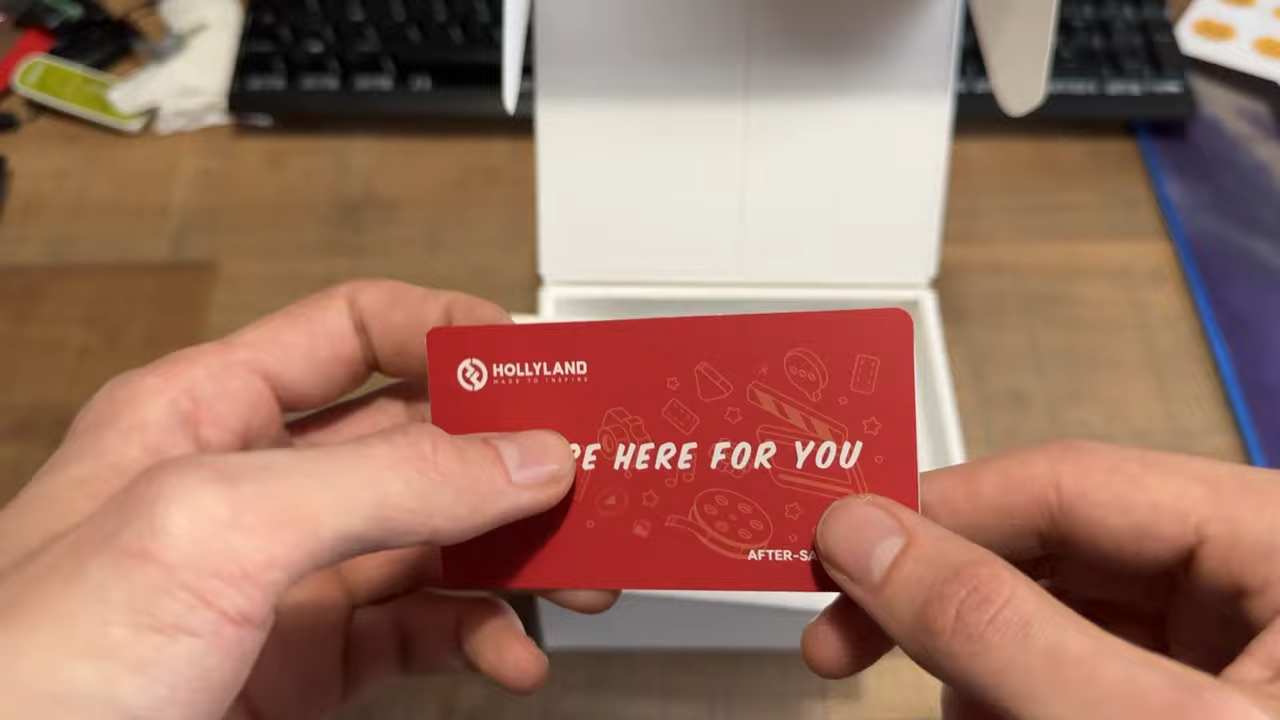 HOLLYLAND
MADE TO INSPIRE
RE HERE FOR YOU
AFTER-SA